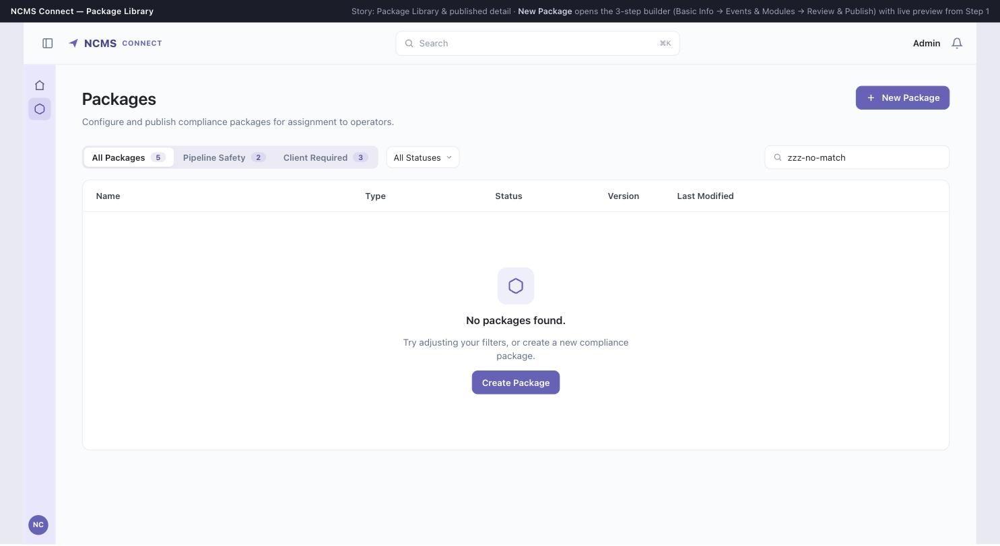 NCMS Connect — Package Library
Story: Package Library & published detail · New Package opens the 3-step builder (Basic Info → Events & Modules → Review & Publish) with live preview from Step 1
NCMS CONNECT
Search
⌘K
Admin
Packages
New Package
Configure and publish compliance packages for assignment to operators.
All Packages 5
Pipeline Safety 2
Client Required 3
All Statuses
zzz-no-match
Name Type Status Version Last Modified
No packages found.
Try adjusting your filters, or create a new compliance
package.
Create Package
NC